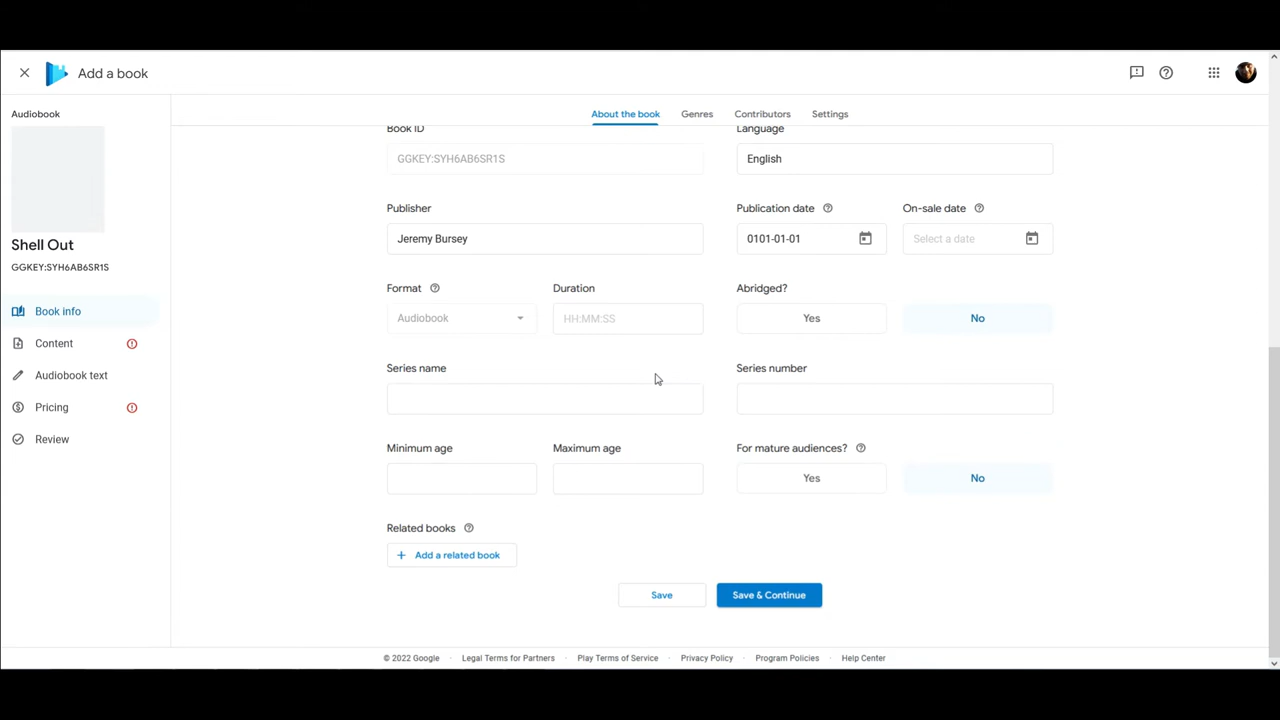 Add a book
Audiobook
Shell Out
GGKEY:SYH6AB6SR1S
Book info
Content
Audiobook text
Pricing
Review
About the book
Genres
Contributors
Settings
Book ID
Language
GGKEY:SYH6AB6SR1S
English
Publisher
Publication date
On-sale date
Jeremy Bursey
0101-01-01
Select a date
Format
Duration
Abridged?
Audiobook
HH:MM:SS
Yes
No
Series name
Series number
Minimum age
Maximum age
For mature audiences?
Yes
No
Related books
+ Add a related book
Save
Save & Continue
© 2022 Google • Legal Terms for Partners • Play Terms of Service • Privacy Policy • Program Policies • Help Center